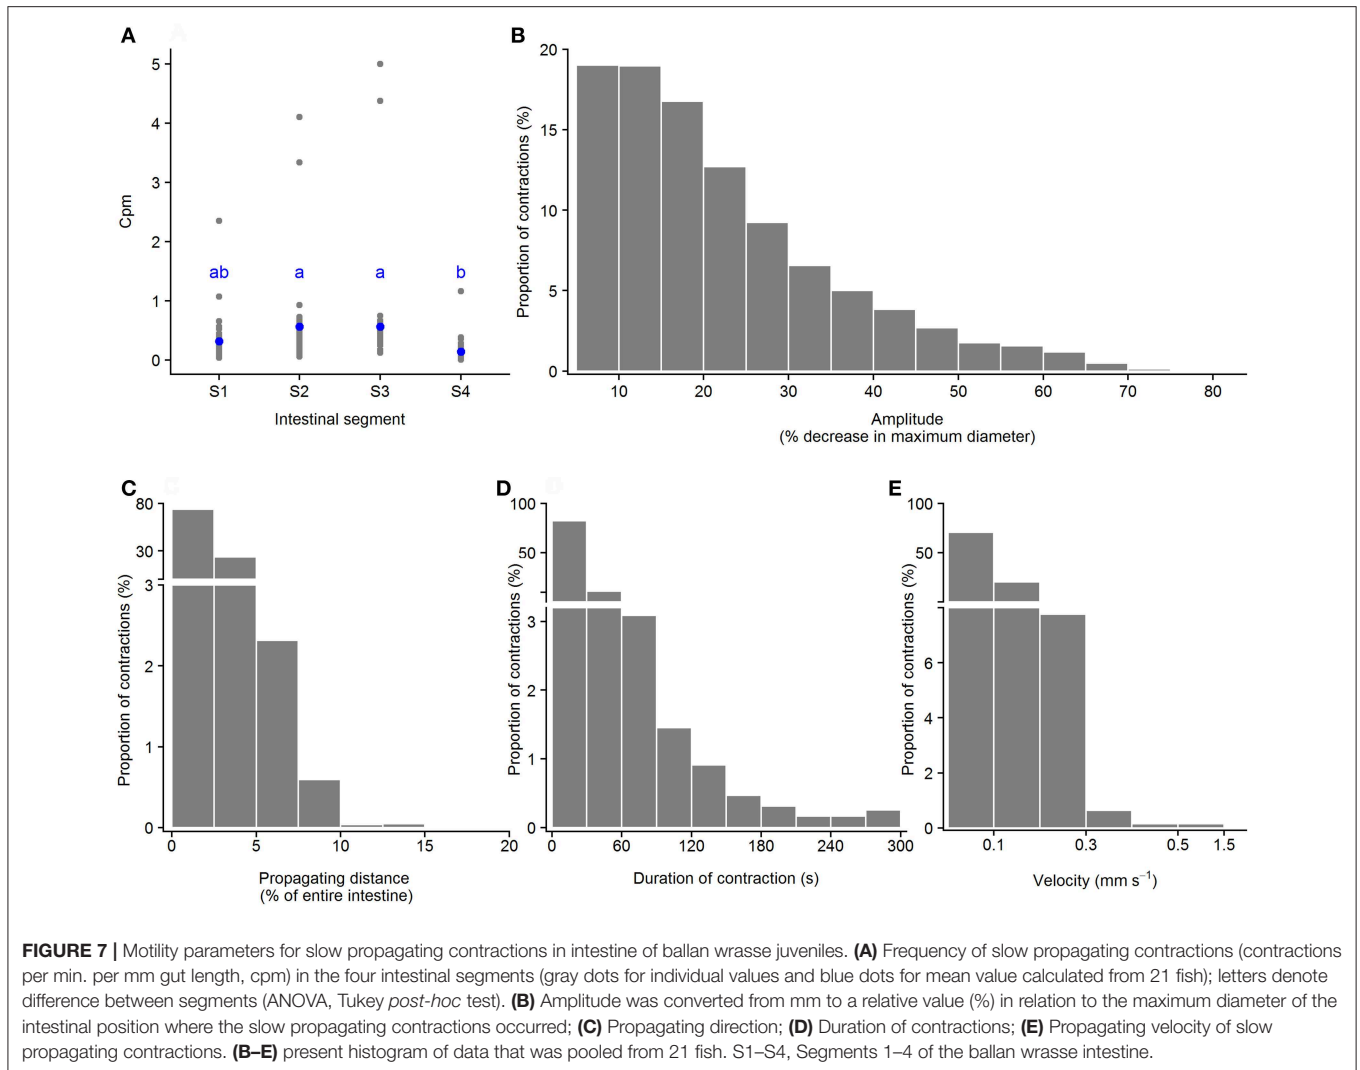 A
5
4
3
2
1
0
Cpm
ab
a
a
b
S1
S2
S3
S4
Intestinal segment
B
20
15
10
5
0
Proportion of contractions (%)
10
20
30
40
50
60
70
80
Amplitude
(% decrease in maximum diameter)
C
80
30
3
2
1
0
Proportion of contractions (%)
0
5
10
15
20
Propagating distance
(% of entire intestine)
D
100
50
3
2
1
0
Proportion of contractions (%)
0
60
120
180
240
300
Duration of contraction (s)
E
100
50
6
4
2
0
Proportion of contractions (%)
0.1
0.3
0.5
1.5
Velocity (mm s⁻¹)
FIGURE 7 | Motility parameters for slow propagating contractions in intestine of ballan wrasse juveniles. (A) Frequency of slow propagating contractions (contractions
per min. per mm gut length, cpm) in the four intestinal segments (gray dots for individual values and blue dots for mean value calculated from 21 fish); letters denote
difference between segments (ANOVA, Tukey post-hoc test). (B) Amplitude was converted from mm to a relative value (%) in relation to the maximum diameter of the
intestinal position where the slow propagating contractions occurred; (C) Propagating direction; (D) Duration of contractions; (E) Propagating velocity of slow
propagating contractions. (B–E) present histogram of data that was pooled from 21 fish. S1–S4, Segments 1–4 of the ballan wrasse intestine.